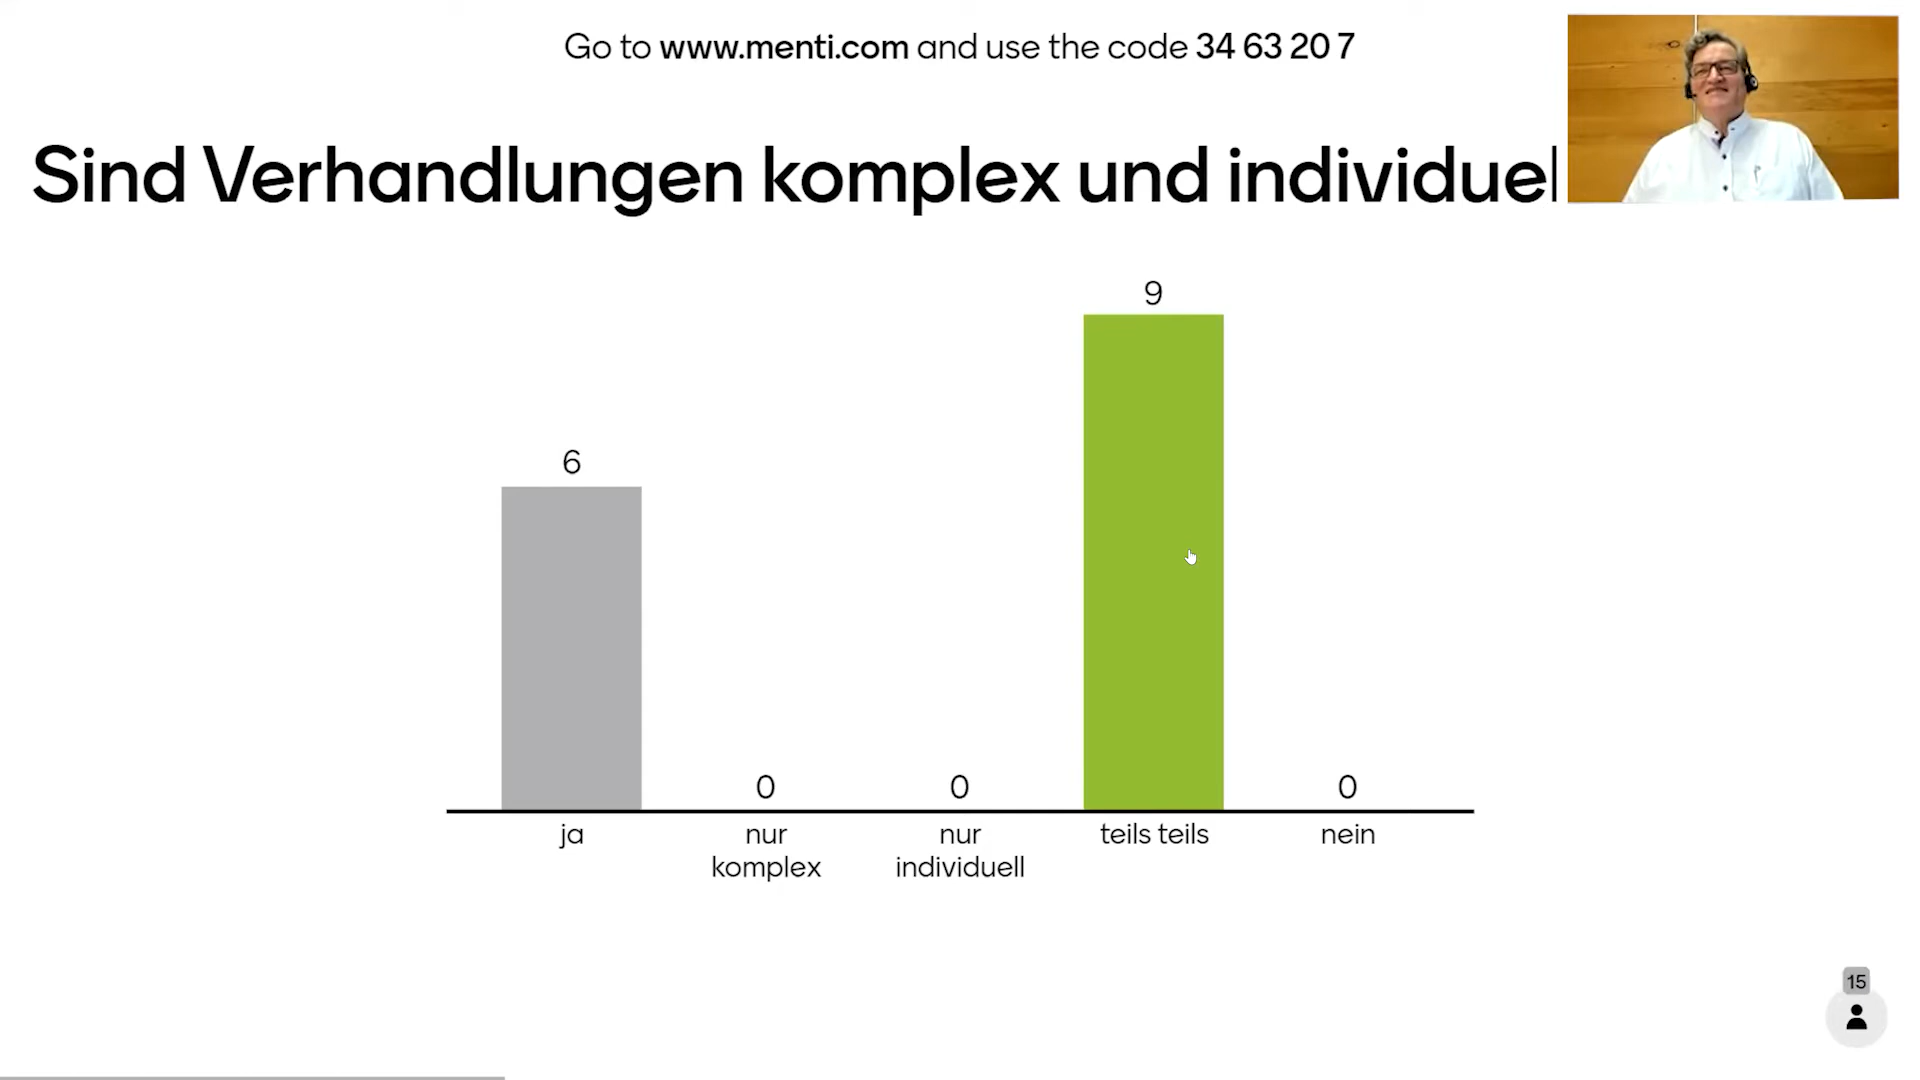 Go to www.menti.com and use the code 34 63 20 7
Sind Verhandlungen komplex und individuel
9
6
0
0
0
ja
nur
komplex
nur
individuell
teils teils
nein
15